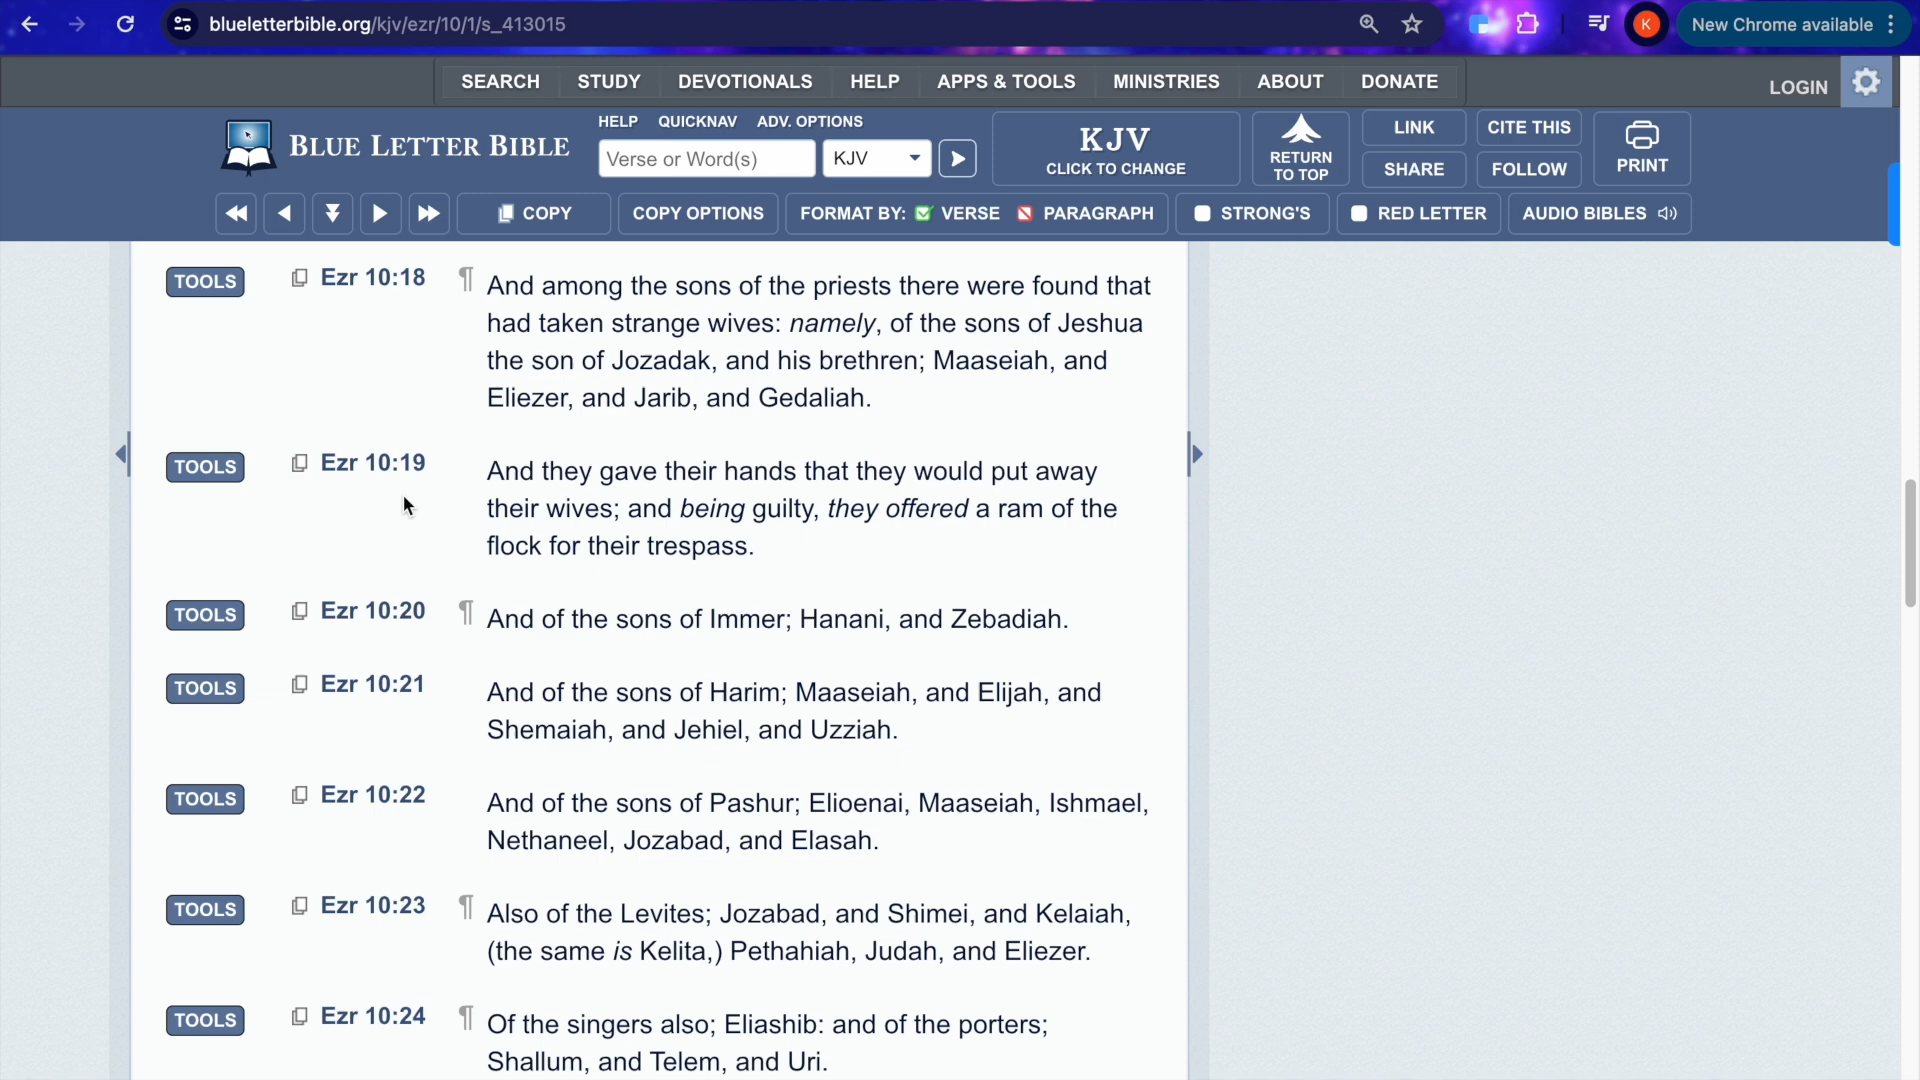 blueletterbible.org/kjv/ezr/10/1/s_413015
K
New Chrome available
SEARCH STUDY DEVOTIONALS HELP APPS & TOOLS MINISTRIES ABOUT DONATE
LOGIN
BLUE LETTER BIBLE
HELP QUICKNAV ADV. OPTIONS
Verse or Word(s)
KJV
KJV
CLICK TO CHANGE
RETURN
TO TOP
LINK
CITE THIS
SHARE
FOLLOW
PRINT
COPY
COPY OPTIONS
FORMAT BY: VERSE PARAGRAPH
STRONG'S
RED LETTER
AUDIO BIBLES
TOOLS Ezr 10:18 ¶ And among the sons of the priests there were found that
had taken strange wives: namely, of the sons of Jeshua
the son of Jozadak, and his brethren; Maaseiah, and
Eliezer, and Jarib, and Gedaliah.
TOOLS Ezr 10:19 And they gave their hands that they would put away
their wives; and being guilty, they offered a ram of the
flock for their trespass.
TOOLS Ezr 10:20 ¶ And of the sons of Immer; Hanani, and Zebadiah.
TOOLS Ezr 10:21 And of the sons of Harim; Maaseiah, and Elijah, and
Shemaiah, and Jehiel, and Uzziah.
TOOLS Ezr 10:22 And of the sons of Pashur; Elioenai, Maaseiah, Ishmael,
Nethaneel, Jozabad, and Elasah.
TOOLS Ezr 10:23 ¶ Also of the Levites; Jozabad, and Shimei, and Kelaiah,
(the same is Kelita,) Pethahiah, Judah, and Eliezer.
TOOLS Ezr 10:24 ¶ Of the singers also; Eliashib: and of the porters;
Shallum, and Telem, and Uri.